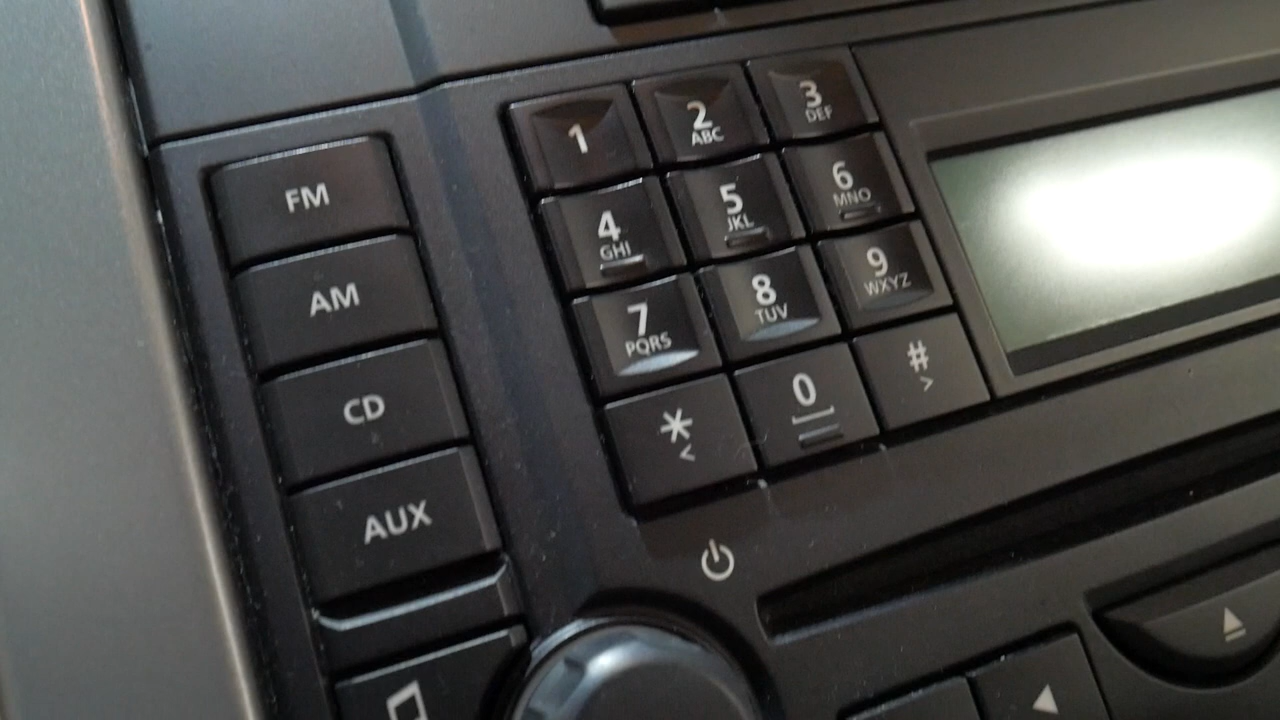 FM
AM
CD
AUX
1
2
ABC
3
DEF
4
GHI
5
JKL
6
MNO
7
PQRS
8
TUV
9
WXYZ
*
<
0
#
>